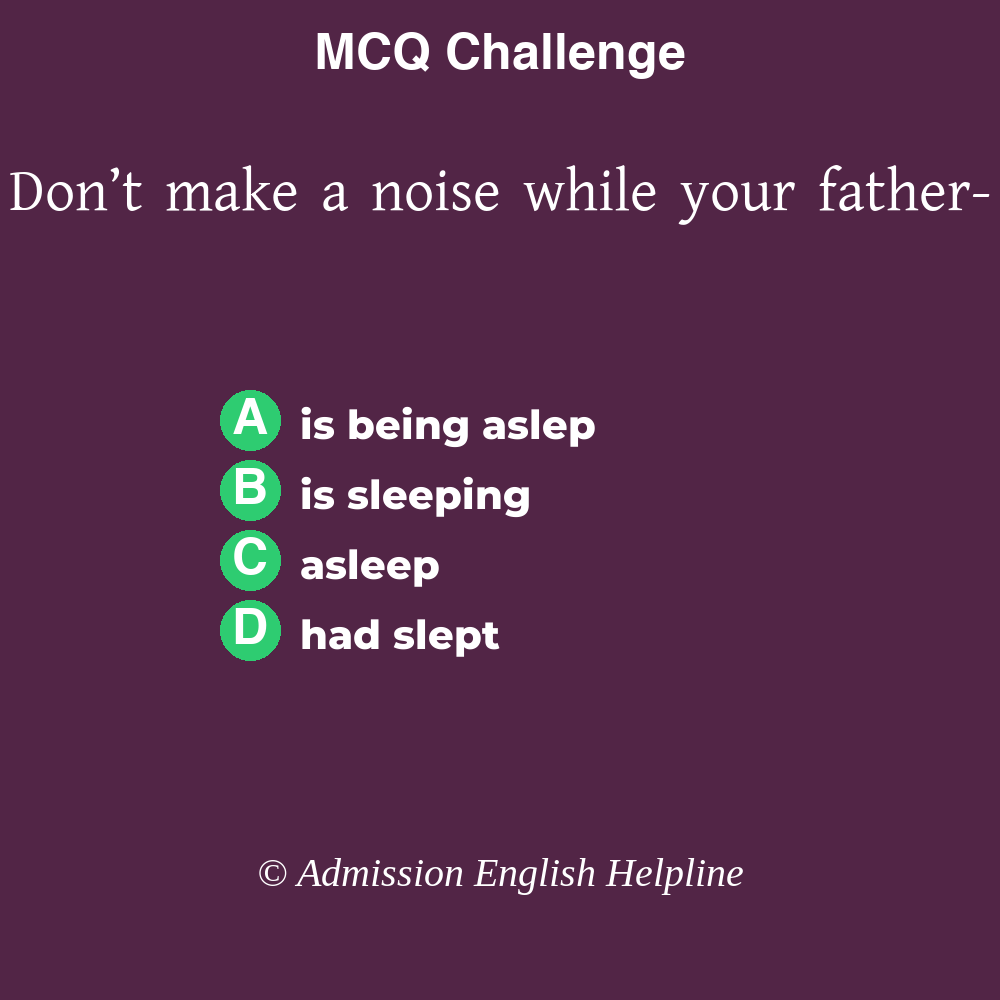 MCQ Challenge
Don’t make a noise while your father-
A is being aslep
B is sleeping
C asleep
D had slept
© Admission English Helpline